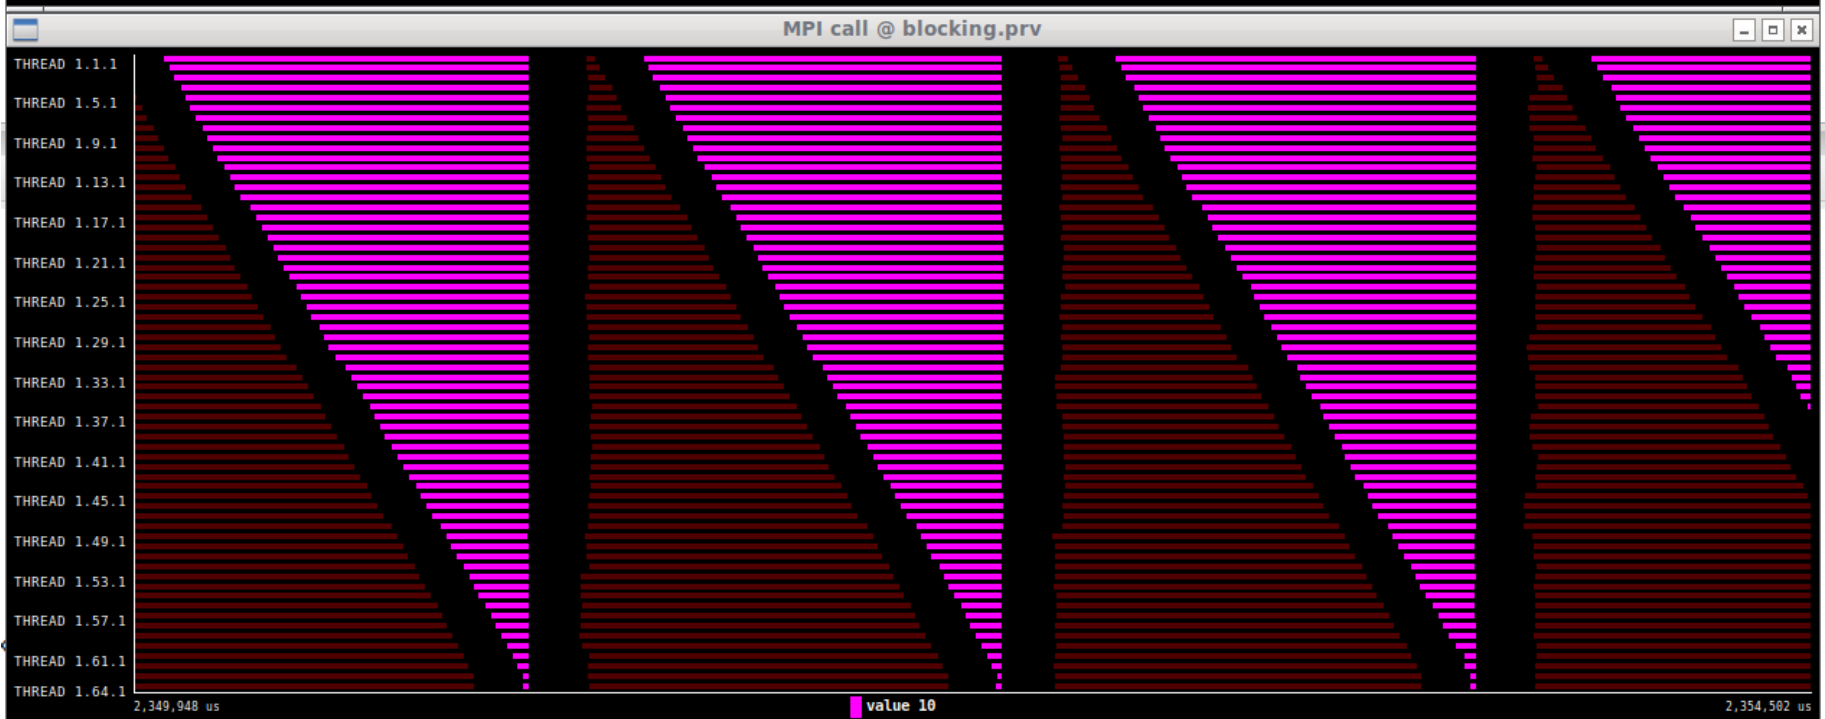 MPI call @ blocking.prv
THREAD 1.1.1
THREAD 1.5.1
THREAD 1.9.1
THREAD 1.13.1
THREAD 1.17.1
THREAD 1.21.1
THREAD 1.25.1
THREAD 1.29.1
THREAD 1.33.1
THREAD 1.37.1
THREAD 1.41.1
THREAD 1.45.1
THREAD 1.49.1
THREAD 1.53.1
THREAD 1.57.1
THREAD 1.61.1
THREAD 1.64.1
2,349,948 us value 10 2,354,502 us